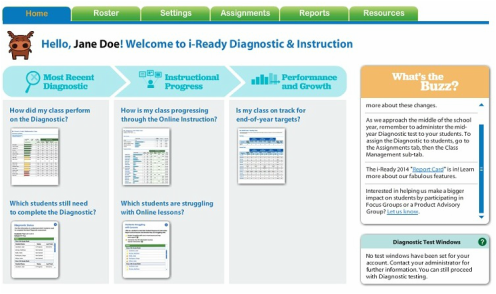 Home
Roster
Settings
Assignments
Reports
Resources
Hello, Jane Doe! Welcome to i-Ready Diagnostic & Instruction
Most Recent
Diagnostic
Instructional
Progress
Performance
and Growth
How did my class perform
on the Diagnostic?
How is my class progressing
through the Online Instruction?
Is my class on track for
end-of-year targets?
Which students still need
to complete the Diagnostic?
Which students are struggling
with Online lessons?
What's the
Buzz?
more about these changes.
As we approach the middle of the school
year, remember to administer the mid-
year Diagnostic test to your students. To
assign the Diagnostic to students, go to
the Assignments tab, then the Class
Management sub-tab.
The i-Ready 2014 "Report Card" is in! Learn
more about our fabulous features.
Interested in helping us make a bigger
impact on students by participating in
Focus Groups or a Product Advisory
Group? Let us know.
Diagnostic Test Windows
?
No test windows have been set for your
account. Contact your administrator for
further information. You can still proceed
with Diagnostic testing.